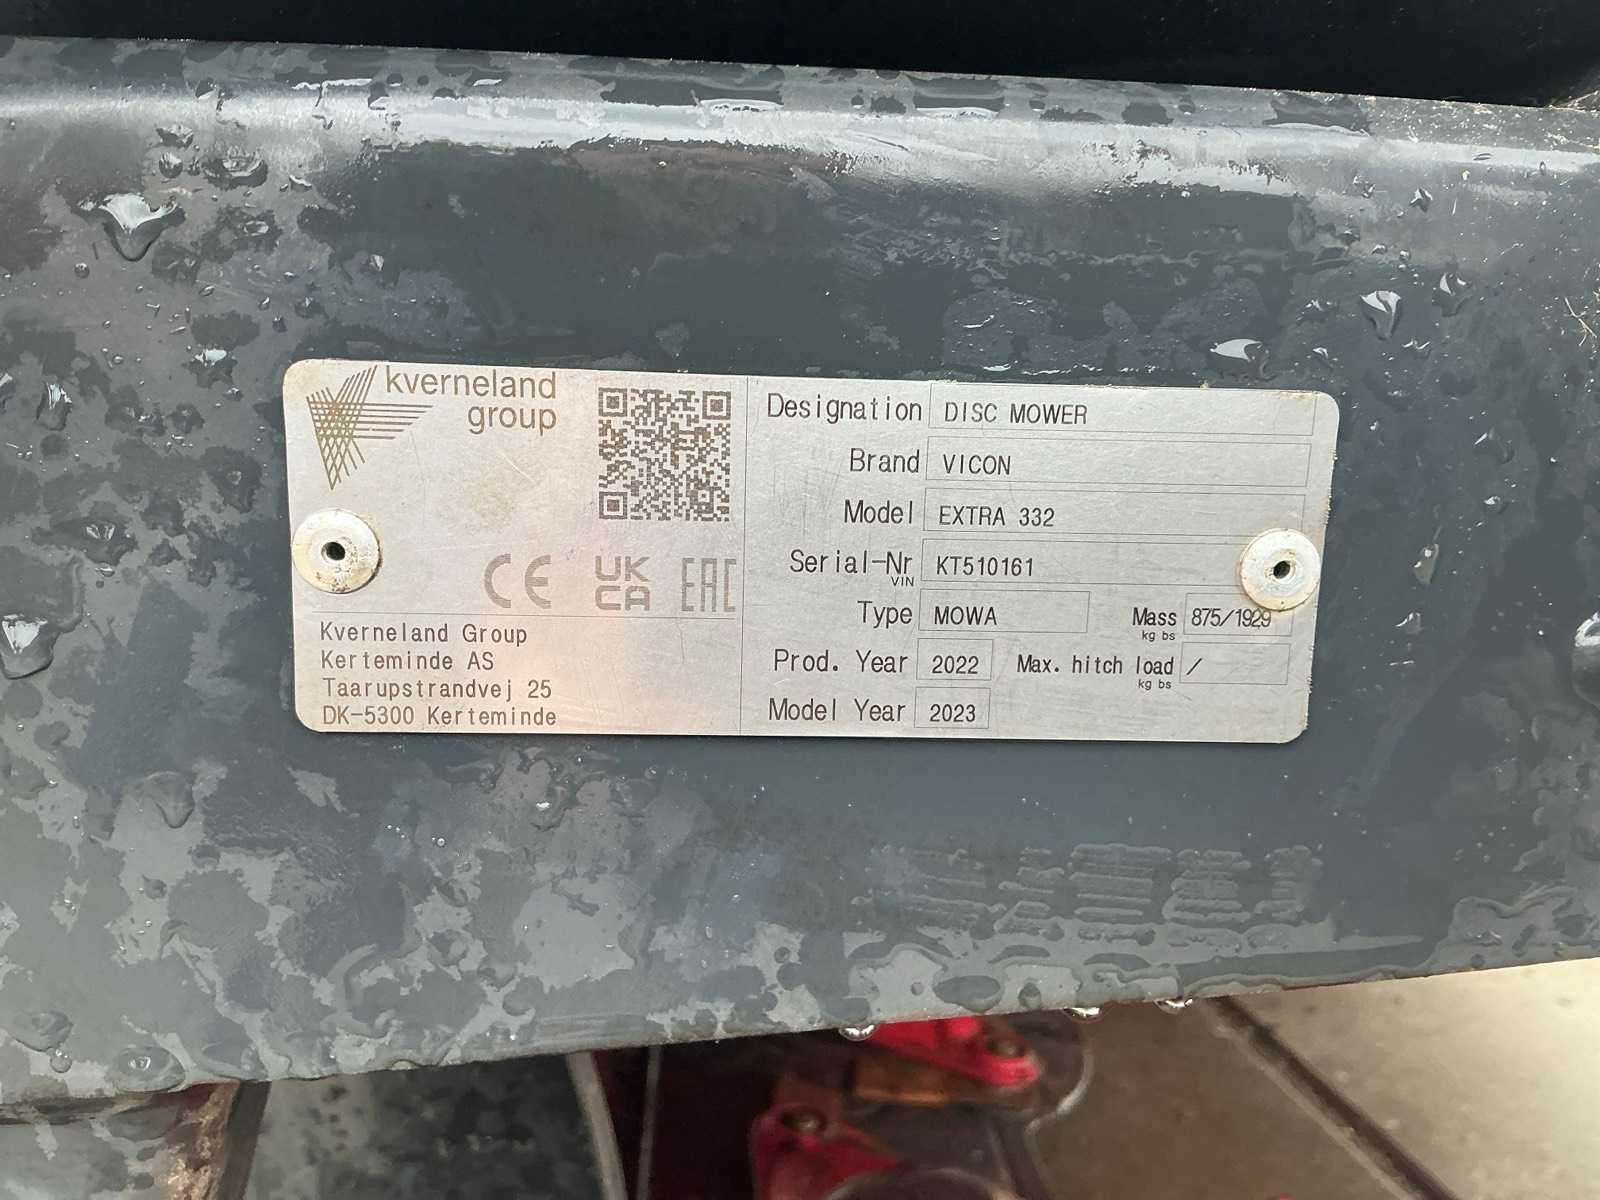 kverneland
group
CE UK CA EAC
Kverneland Group
Kerteminde AS
Taarupstrandvej 25
DK-5300 Kerteminde
Designation DISC MOWER
Brand VICON
Model EXTRA 332
Serial-Nr VIN KT510161
Type MOWA Mass kg lbs 875/1929
Prod. Year 2022 Max. hitch load kg lbs /
Model Year 2023